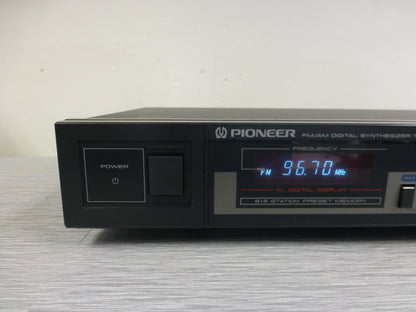 PIONEER FM/AM DIGITAL SYNTHESIZER
FREQUENCY
POWER
FM 96.70 MHz
FL DIGITAL DISPLAY
8+8 STATION PRESET MEMORY